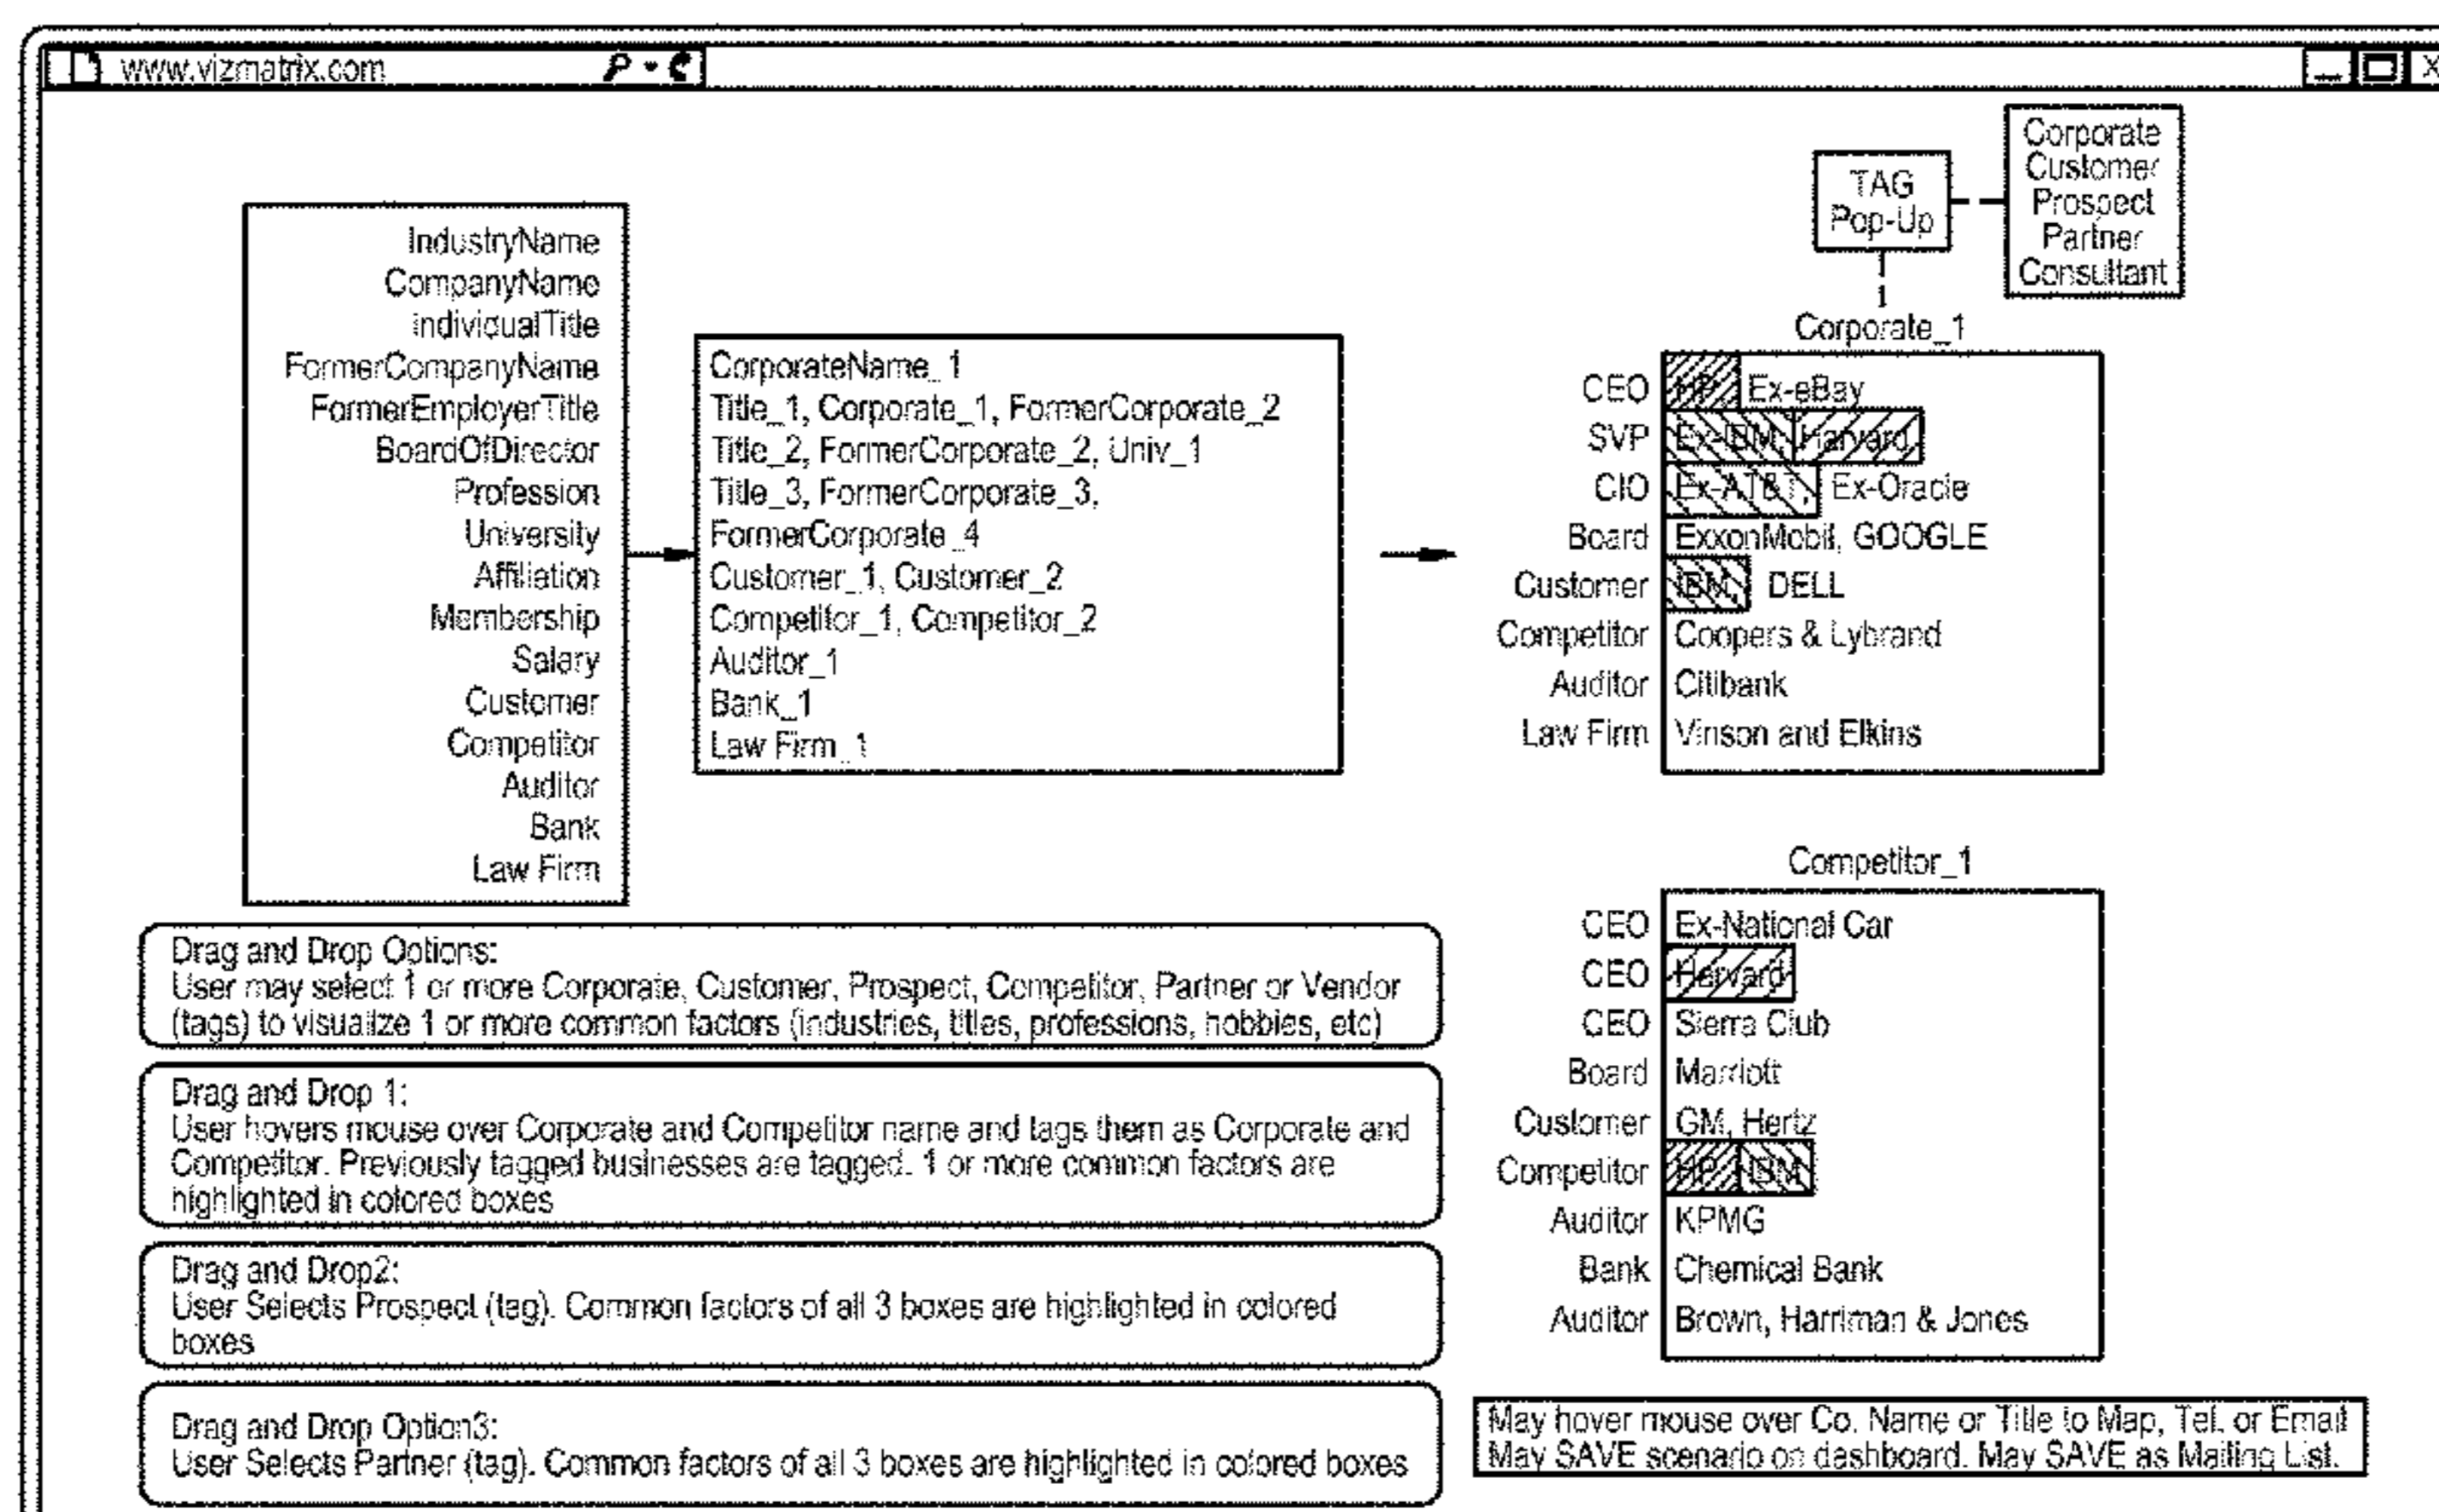 www.vizmatrix.com
X
TAG
Pop-Up
Corporate
Customer
Prospect
Partner
Consultant
IndustryName
CompanyName
IndividualTitle
FormerCompanyName
FormerEmployerTitle
BoardOfDirector
Profession
University
Affiliation
Membership
Salary
Customer
Competitor
Auditor
Bank
Law Firm
CorporateName_1
Title_1, Corporate_1, FormerCorporate_2
Title_2, FormerCorporate_2, Univ_1
Title_3, FormerCorporate_3,
FormerCorporate_4
Customer_1, Customer_2
Competitor_1, Competitor_2
Auditor_1
Bank_1
Law Firm_1
Corporate_1
CEO HP, Ex-eBay
SVP Ex-IBM, Harvard
CIO Ex-AT&T, Ex-Oracle
Board ExxonMobil, GOOGLE
Customer IBM, DELL
Competitor Coopers & Lybrand
Auditor Citibank
Law Firm Vinson and Elkins
Competitor_1
CEO Ex-National Car
CEO Harvard
CEO Sierra Club
Board Marriott
Customer GM, Hertz
Competitor HP, IBM
Auditor KPMG
Bank Chemical Bank
Auditor Brown, Harriman & Jones
Drag and Drop Options:
User may select 1 or more Corporate, Customer, Prospect, Competitor, Partner or Vendor
(tags) to visualize 1 or more common factors (industries, titles, professions, hobbies, etc)
Drag and Drop 1:
User hovers mouse over Corporate and Competitor name and tags them as Corporate and
Competitor. Previously tagged businesses are tagged. 1 or more common factors are
highlighted in colored boxes
Drag and Drop2:
User Selects Prospect (tag). Common factors of all 3 boxes are highlighted in colored
boxes
Drag and Drop Option3:
User Selects Partner (tag). Common factors of all 3 boxes are highlighted in colored boxes
May hover mouse over Co. Name or Title to Map, Tel. or Email
May SAVE scenario on dashboard. May SAVE as Mailing List.